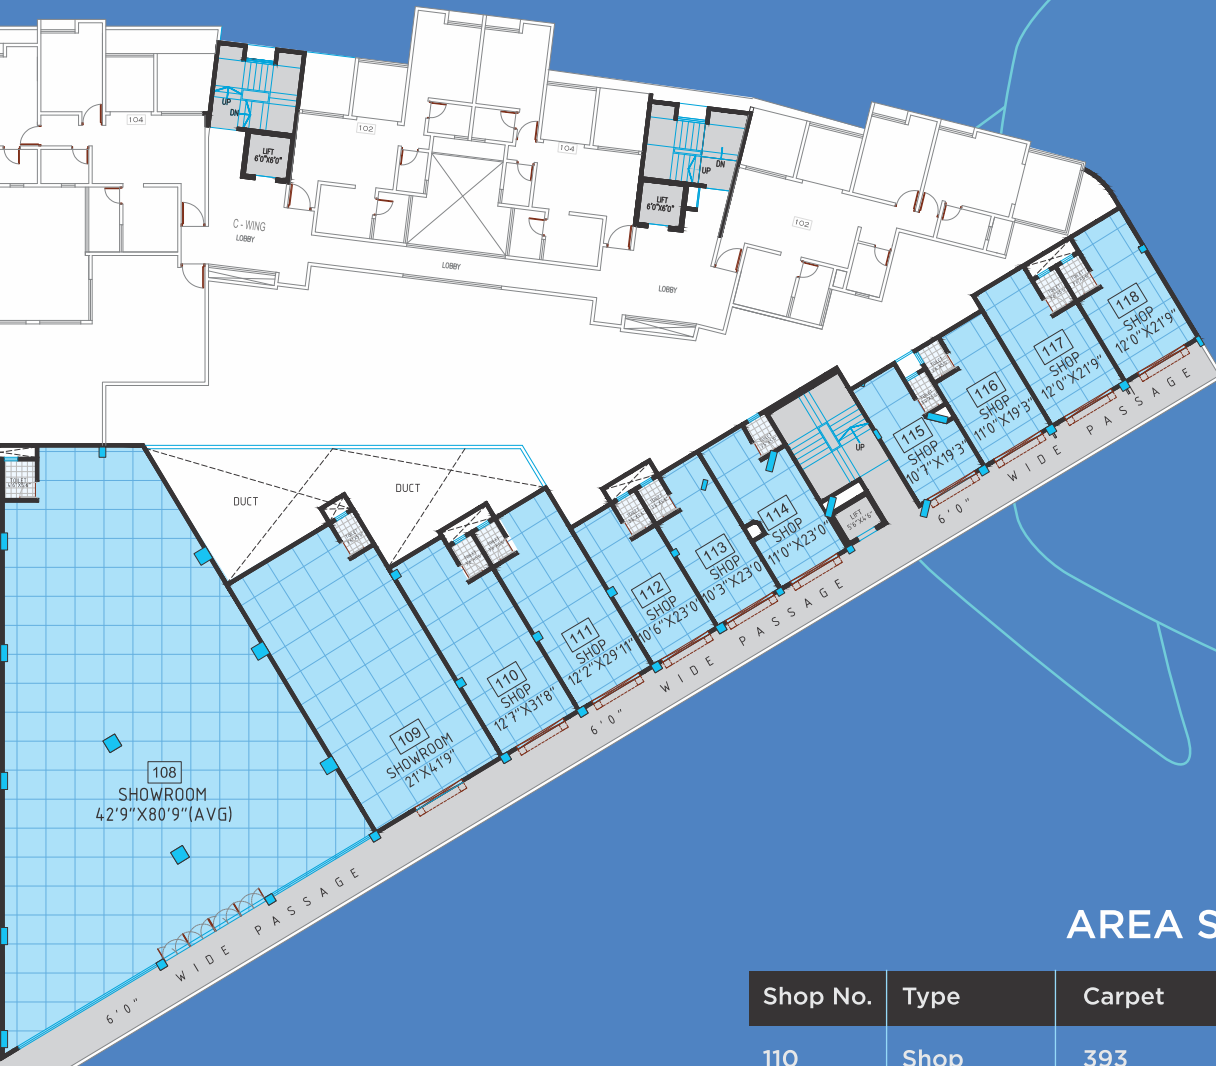 104
UP
DN
LIFT
6'0"X6'0"
102
C - WING
LOBBY
104
LOBBY
DN
UP
LIFT
6'0"X6'0"
102
LOBBY
118
SHOP
12'0"X21'9"
117
SHOP
12'0"X21'9"
116
SHOP
11'0"X19'3"
115
SHOP
10'7"X19'3"
UP
LIFT
5'6"X4'6"
114
SHOP
11'0"X23'0"
113
SHOP
10'3"X23'0
112
SHOP
10'6"X23'0"
111
SHOP
12'2"X29'11"
110
SHOP
12'7"X31'8"
109
SHOWROOM
21'X41'9"
DUCT
DUCT
108
SHOWROOM
42'9"X80'9"(AVG)
6'0" WIDE PASSAGE
6'0" WIDE PASSAGE
6'0" WIDE PASSAGE
AREA S
Shop No. Type Carpet
110 Shop 393